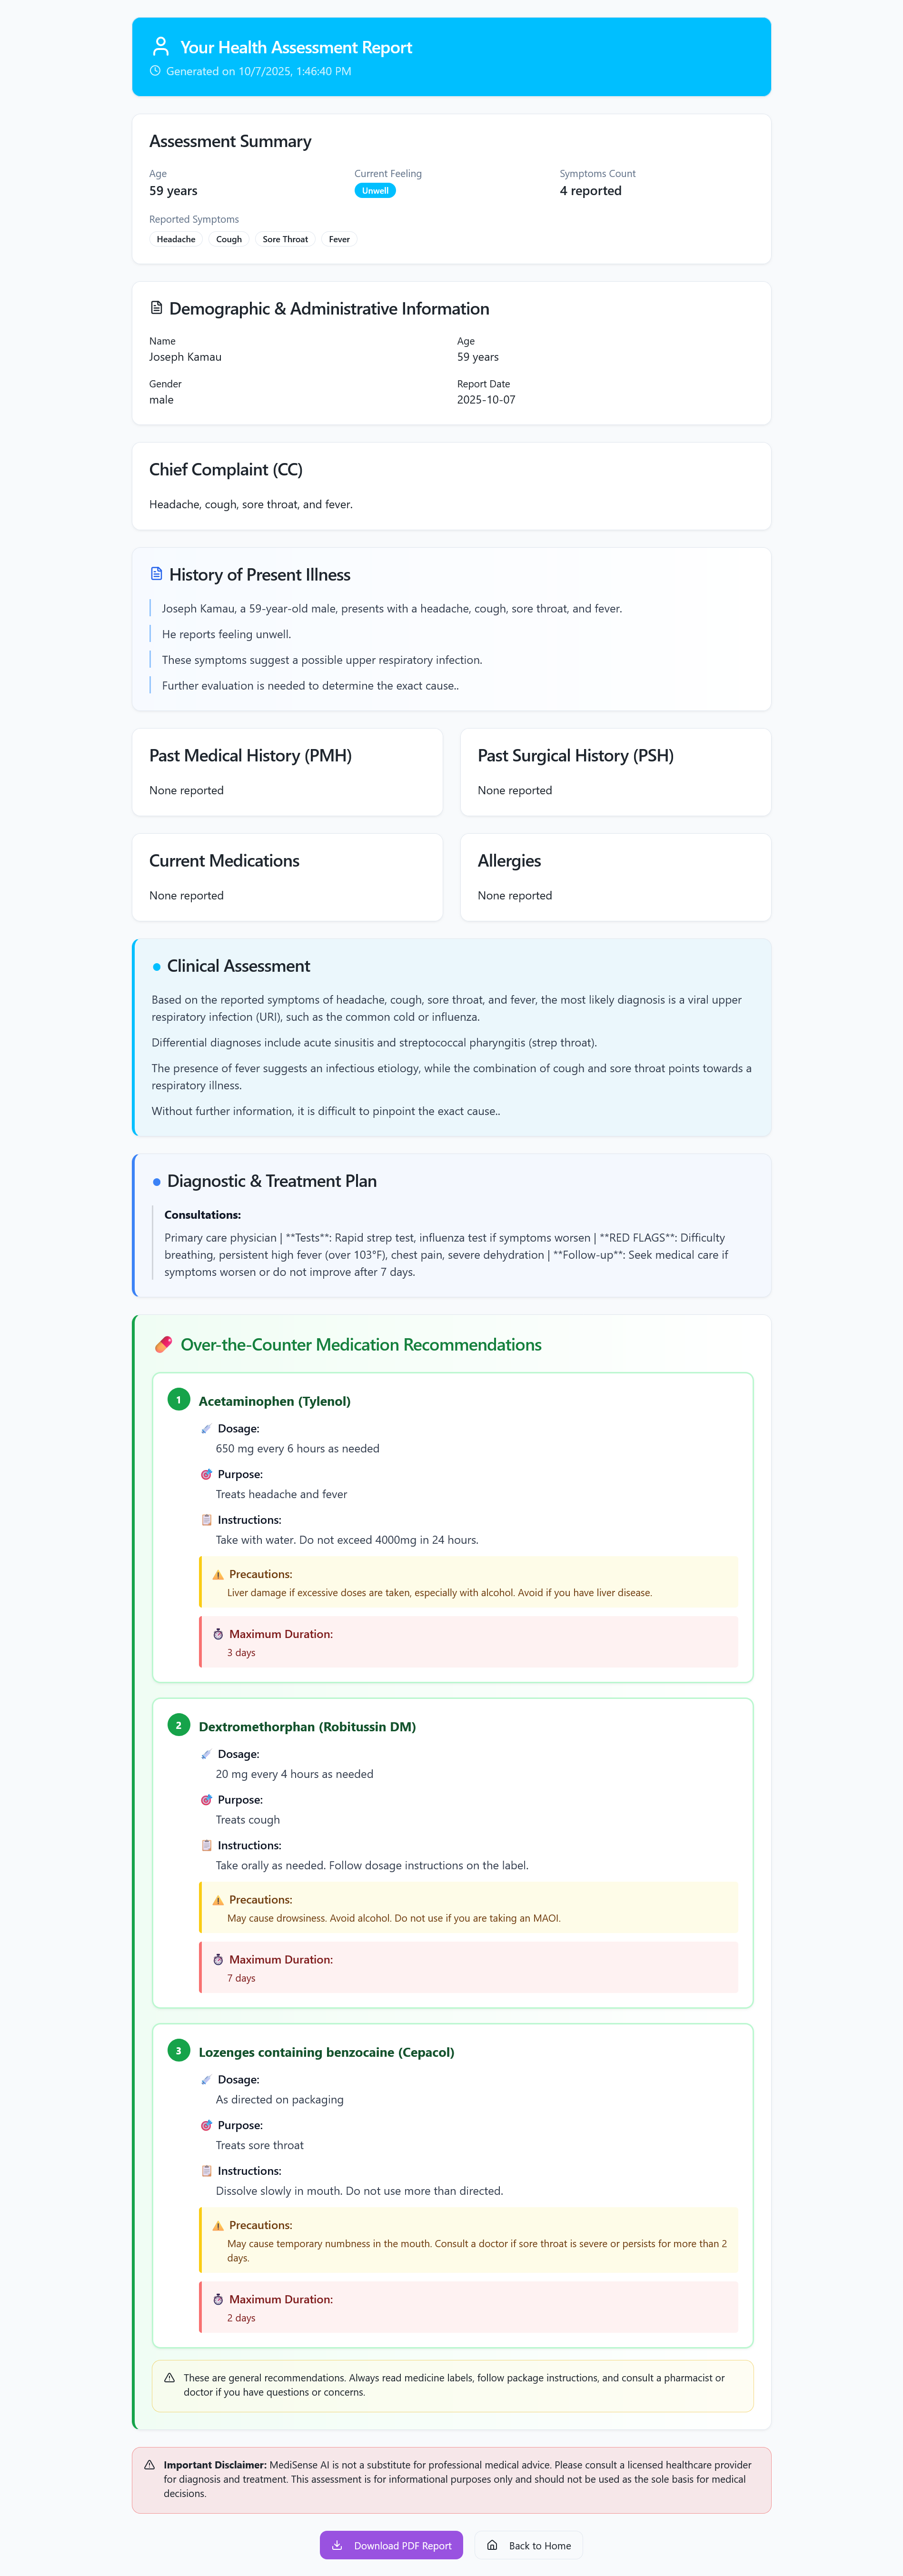 Your Health Assessment Report
Generated on 10/7/2025, 1:46:40 PM
Assessment Summary
Age
59 years
Current Feeling
Unwell
Symptoms Count
4 reported
Reported Symptoms
Headache Cough Sore Throat Fever
Demographic & Administrative Information
Name
Joseph Kamau
Age
59 years
Gender
male
Report Date
2025-10-07
Chief Complaint (CC)
Headache, cough, sore throat, and fever.
History of Present Illness
Joseph Kamau, a 59-year-old male, presents with a headache, cough, sore throat, and fever.
He reports feeling unwell.
These symptoms suggest a possible upper respiratory infection.
Further evaluation is needed to determine the exact cause..
Past Medical History (PMH)
None reported
Past Surgical History (PSH)
None reported
Current Medications
None reported
Allergies
None reported
Clinical Assessment
Based on the reported symptoms of headache, cough, sore throat, and fever, the most likely diagnosis is a viral upper
respiratory infection (URI), such as the common cold or influenza.
Differential diagnoses include acute sinusitis and streptococcal pharyngitis (strep throat).
The presence of fever suggests an infectious etiology, while the combination of cough and sore throat points towards a
respiratory illness.
Without further information, it is difficult to pinpoint the exact cause..
Diagnostic & Treatment Plan
Consultations:
Primary care physician | **Tests**: Rapid strep test, influenza test if symptoms worsen | **RED FLAGS**: Difficulty
breathing, persistent high fever (over 103°F), chest pain, severe dehydration | **Follow-up**: Seek medical care if
symptoms worsen or do not improve after 7 days.
Over-the-Counter Medication Recommendations
1 Acetaminophen (Tylenol)
Dosage:
650 mg every 6 hours as needed
Purpose:
Treats headache and fever
Instructions:
Take with water. Do not exceed 4000mg in 24 hours.
Precautions:
Liver damage if excessive doses are taken, especially with alcohol. Avoid if you have liver disease.
Maximum Duration:
3 days
2 Dextromethorphan (Robitussin DM)
Dosage:
20 mg every 4 hours as needed
Purpose:
Treats cough
Instructions:
Take orally as needed. Follow dosage instructions on the label.
Precautions:
May cause drowsiness. Avoid alcohol. Do not use if you are taking an MAOI.
Maximum Duration:
7 days
3 Lozenges containing benzocaine (Cepacol)
Dosage:
As directed on packaging
Purpose:
Treats sore throat
Instructions:
Dissolve slowly in mouth. Do not use more than directed.
Precautions:
May cause temporary numbness in the mouth. Consult a doctor if sore throat is severe or persists for more than 2
days.
Maximum Duration:
2 days
These are general recommendations. Always read medicine labels, follow package instructions, and consult a pharmacist or
doctor if you have questions or concerns.
Important Disclaimer: MediSense AI is not a substitute for professional medical advice. Please consult a licensed healthcare provider
for diagnosis and treatment. This assessment is for informational purposes only and should not be used as the sole basis for medical
decisions.
Download PDF Report
Back to Home